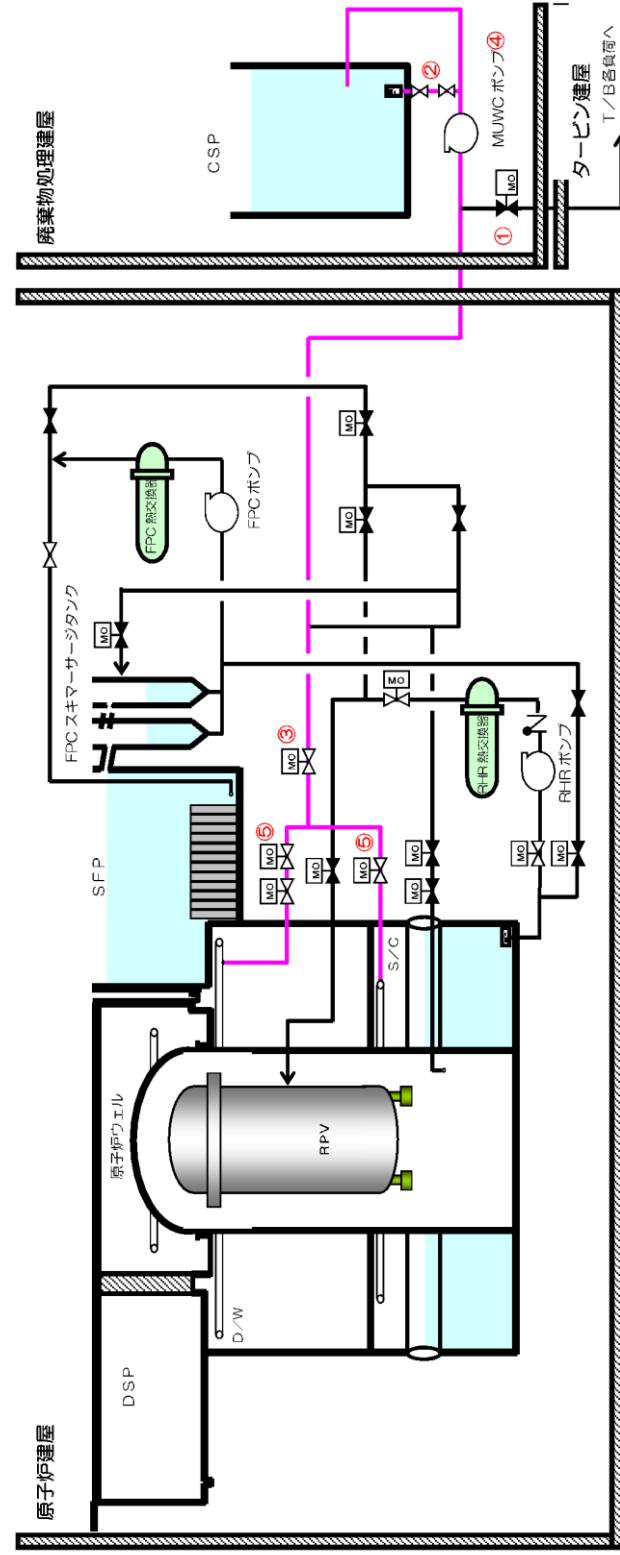 原子炉建屋
廃棄物処理建屋
DSP
原子炉ウェル
SFP
FPCスキマーサージタンク
MO
FPC熱交換器
FPCポンプ
CSP
②
MUWCポンプ④
MO
①
タービン建屋
T/B各負荷へ
MO
MO
D/W
RPV
⑤
MO
MO
③
MO
MO
MO
⑤
S/C
MO
MO
MO
RHR熱交換器
RHRポンプ
MO
MO